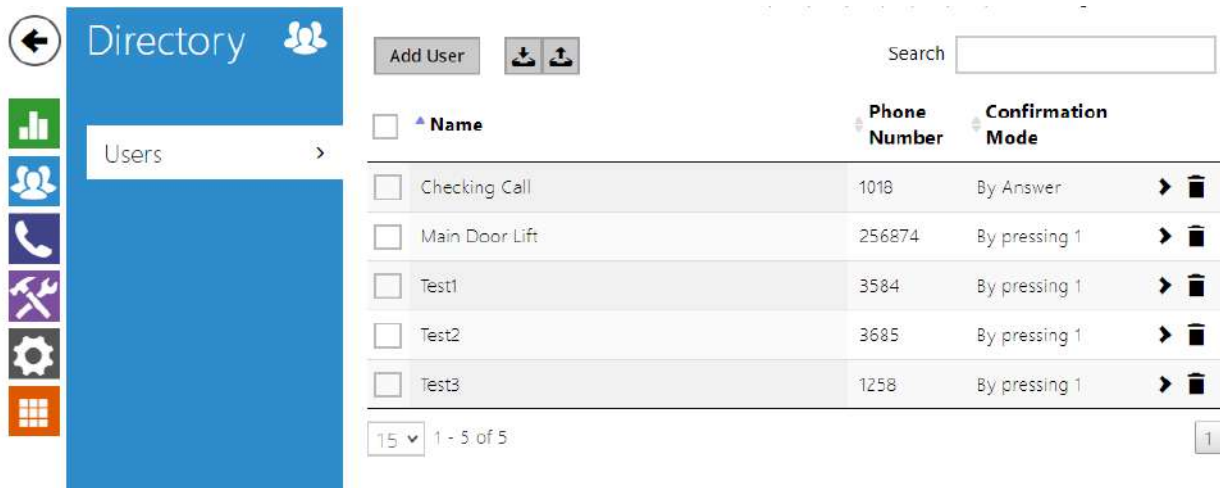 Directory
Users
Add User
Search
Name
Phone Number
Confirmation Mode
Checking Call 1018 By Answer
Main Door Lift 256874 By pressing 1
Test1 3584 By pressing 1
Test2 3685 By pressing 1
Test3 1258 By pressing 1
15 1 - 5 of 5 1